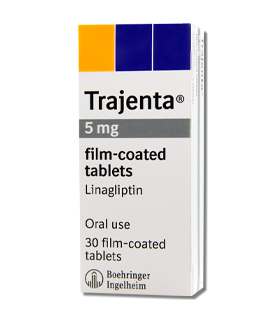 Trajenta®
5 mg
film-coated
tablets
Linagliptin
Oral use
30 film-coated
tablets
Boehringer
Ingelheim